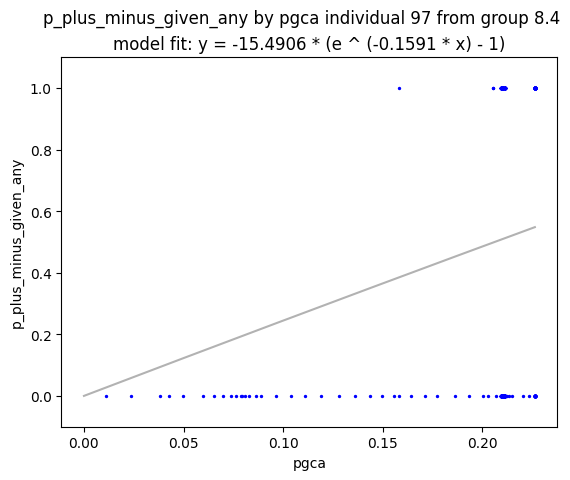 p_plus_minus_given_any by pgca individual 97 from group 8.4
model fit: y = -15.4906 * (e ^ (-0.1591 * x) - 1)
p_plus_minus_given_any
1.0
0.8
0.6
0.4
0.2
0.0
0.00 0.05 0.10 0.15 0.20
pgca